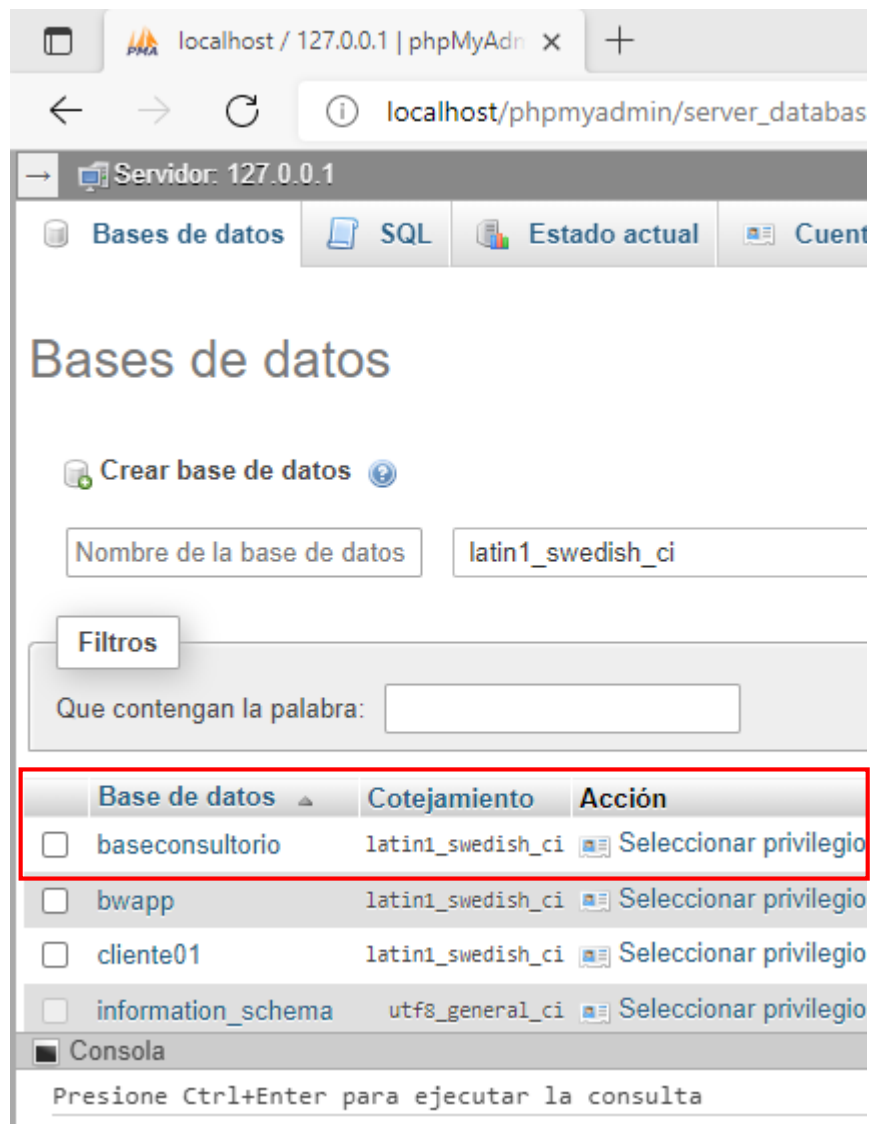 localhost / 127.0.0.1 | phpMyAdn
localhost/phpmyadmin/server_databas
Servidor: 127.0.0.1
Bases de datos SQL Estado actual Cuent
Bases de datos
Crear base de datos
Nombre de la base de datos latin1_swedish_ci
Filtros
Que contengan la palabra:
Base de datos Cotejamiento Acción
baseconsultorio latin1_swedish_ci Seleccionar privilegio
bwapp latin1_swedish_ci Seleccionar privilegio
cliente01 latin1_swedish_ci Seleccionar privilegio
information_schema utf8_general_ci Seleccionar privilegio
Consola
Presione Ctrl+Enter para ejecutar la consulta